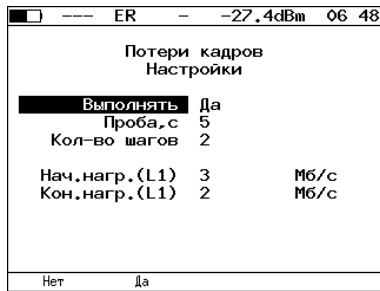 --- ER - -27.4dBm 06 48
Потери кадров
Настройки
Выполнять Да
Проба,с 5
Кол-во шагов 2
Нач.нагр.(L1) 3 Мб/с
Кон.нагр.(L1) 2 Мб/с
Нет Да